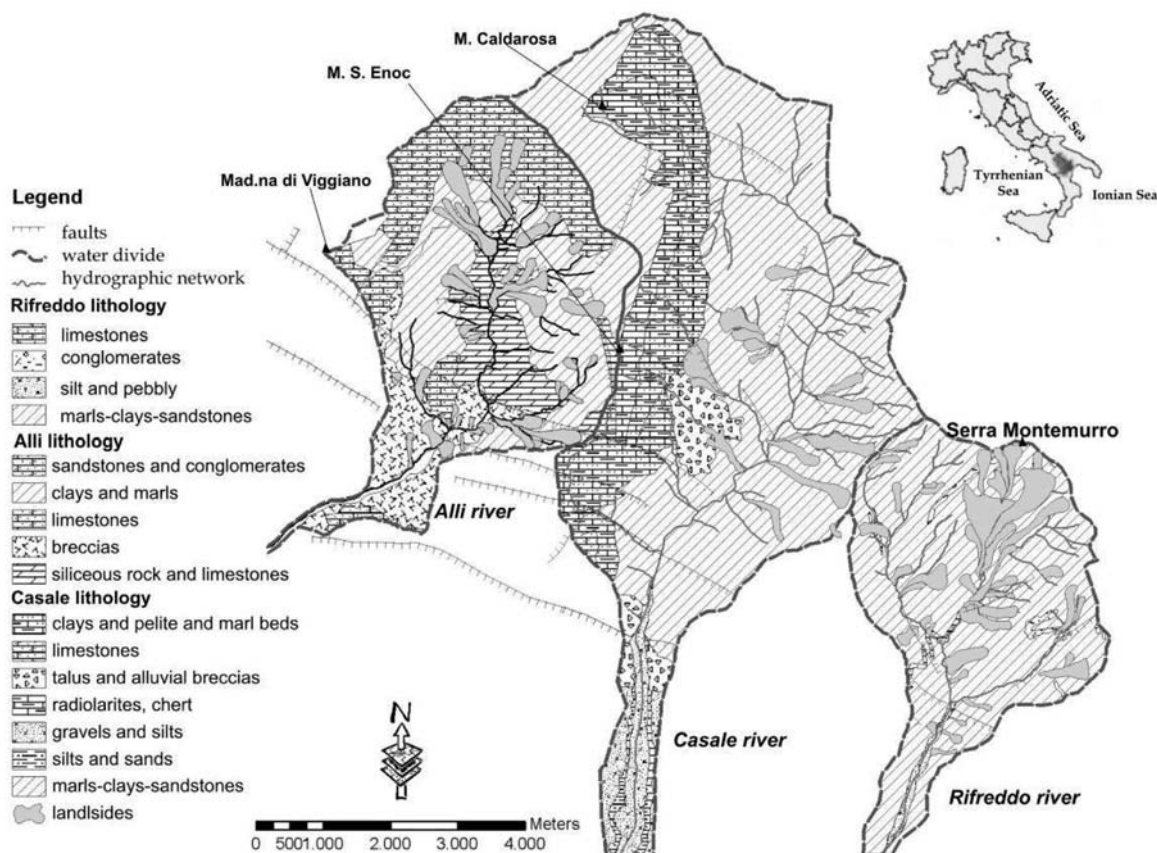 M. Caldarosa
M. S. Enoc
Mad.na di Viggiano
Adriatic Sea
Tyrrhenian
Sea
Ionian Sea
Legend
faults
water divide
hydrographic network
Rifreddo lithology
limestones
conglomerates
silt and pebbly
marls-clays-sandstones
Alli lithology
sandstones and conglomerates
clays and marls
limestones
breccias
siliceous rock and limestones
Casale lithology
clays and pelite and marl beds
limestones
talus and alluvial breccias
radiolarites, chert
gravels and silts
silts and sands
marls-clays-sandstones
landlsides
Serra Montemurro
Alli river
Casale river
Rifreddo river
N
Meters
0 5001.000 2.000 3.000 4.000